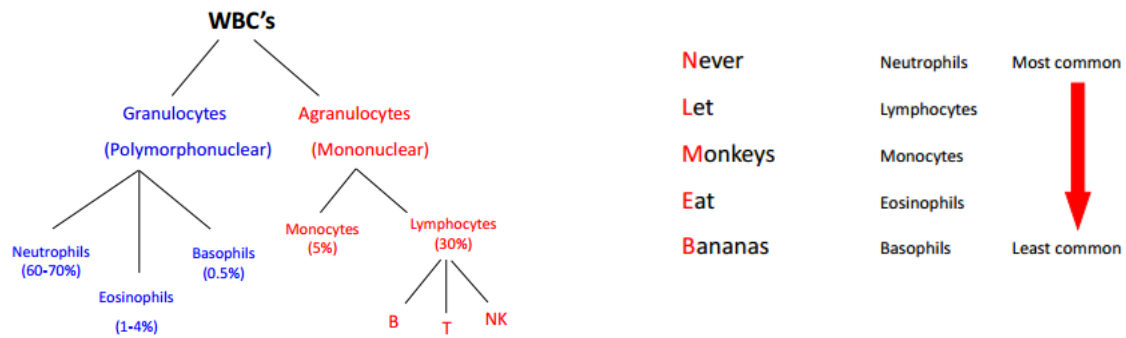 WBC's
Granulocytes
(Polymorphonuclear)
Agranulocytes
(Mononuclear)
Neutrophils
(60-70%)
Eosinophils
(1-4%)
Basophils
(0.5%)
Monocytes
(5%)
Lymphocytes
(30%)
B
T
NK
Never Neutrophils Most common
Let Lymphocytes
Monkeys Monocytes
Eat Eosinophils
Bananas Basophils Least common